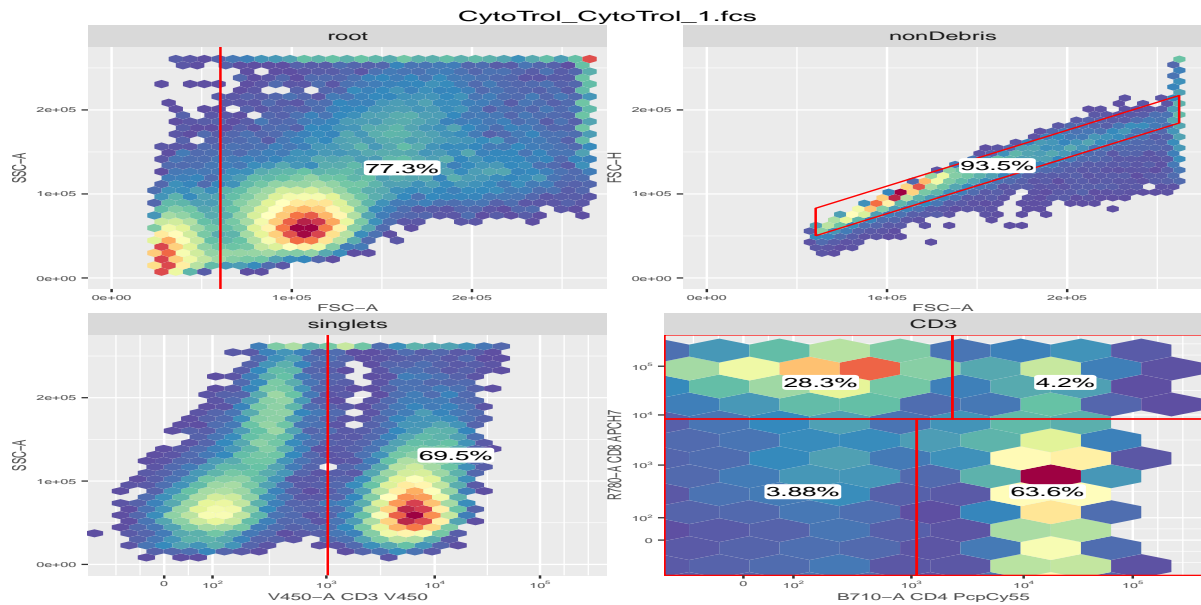 CytoTrol_CytoTrol_1.fcs
root
nonDebris
SSC-A
2e+05
1e+05
0e+00
77.3%
0e+00
1e+05
2e+05
FSC-A
FSC-H
2e+05
1e+05
0e+00
93.5%
0e+00
1e+05
2e+05
FSC-A
singlets
CD3
SSC-A
2e+05
1e+05
0e+00
69.5%
0
10²
10³
10⁴
10⁵
V450-A CD3 V450
R780-A CD8 APCH7
10⁵
10⁴
10³
10²
0
28.3%
4.2%
3.88%
63.6%
0
10²
10³
10⁴
10⁵
B710-A CD4 PcpCy55